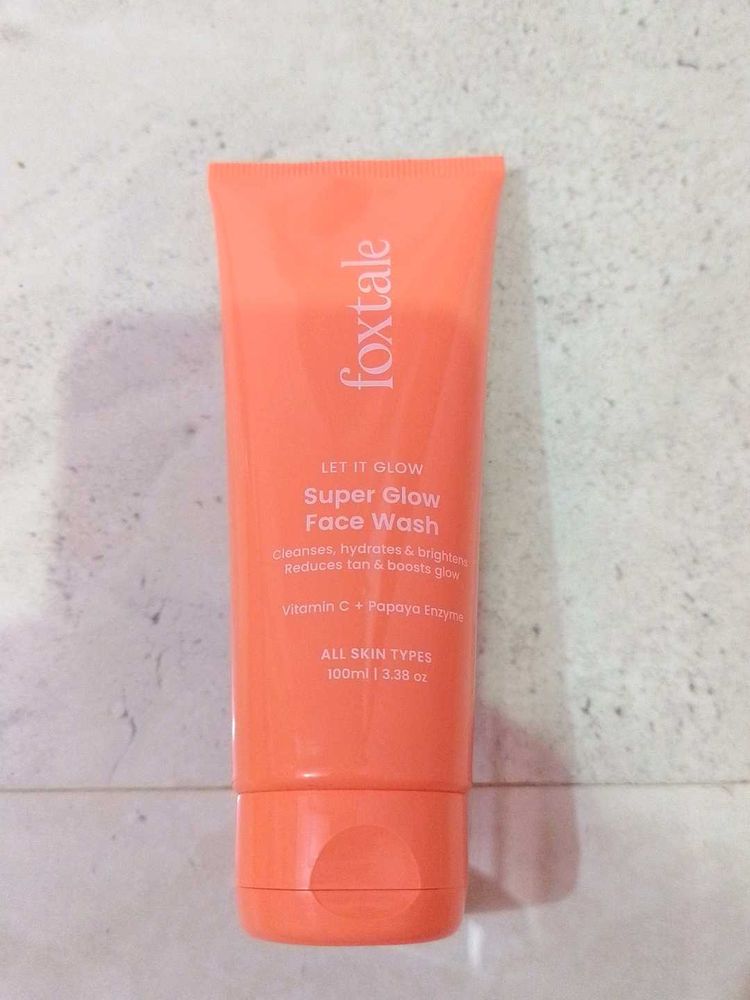 foxtale
LET IT GLOW
Super Glow
Face Wash
Cleanses, hydrates & brightens
Reduces tan & boosts glow
Vitamin C + Papaya Enzyme
ALL SKIN TYPES
100ml | 3.38 oz